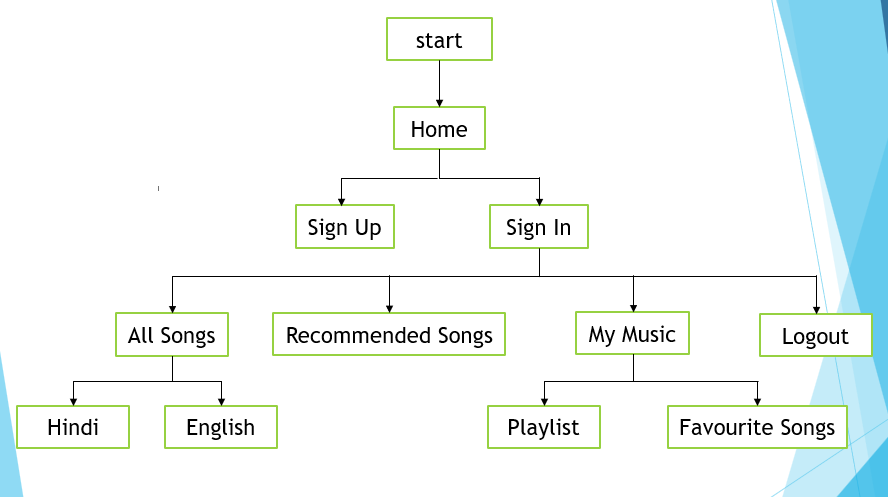 start
Home
Sign Up
Sign In
All Songs
Recommended Songs
My Music
Logout
Hindi
English
Playlist
Favourite Songs